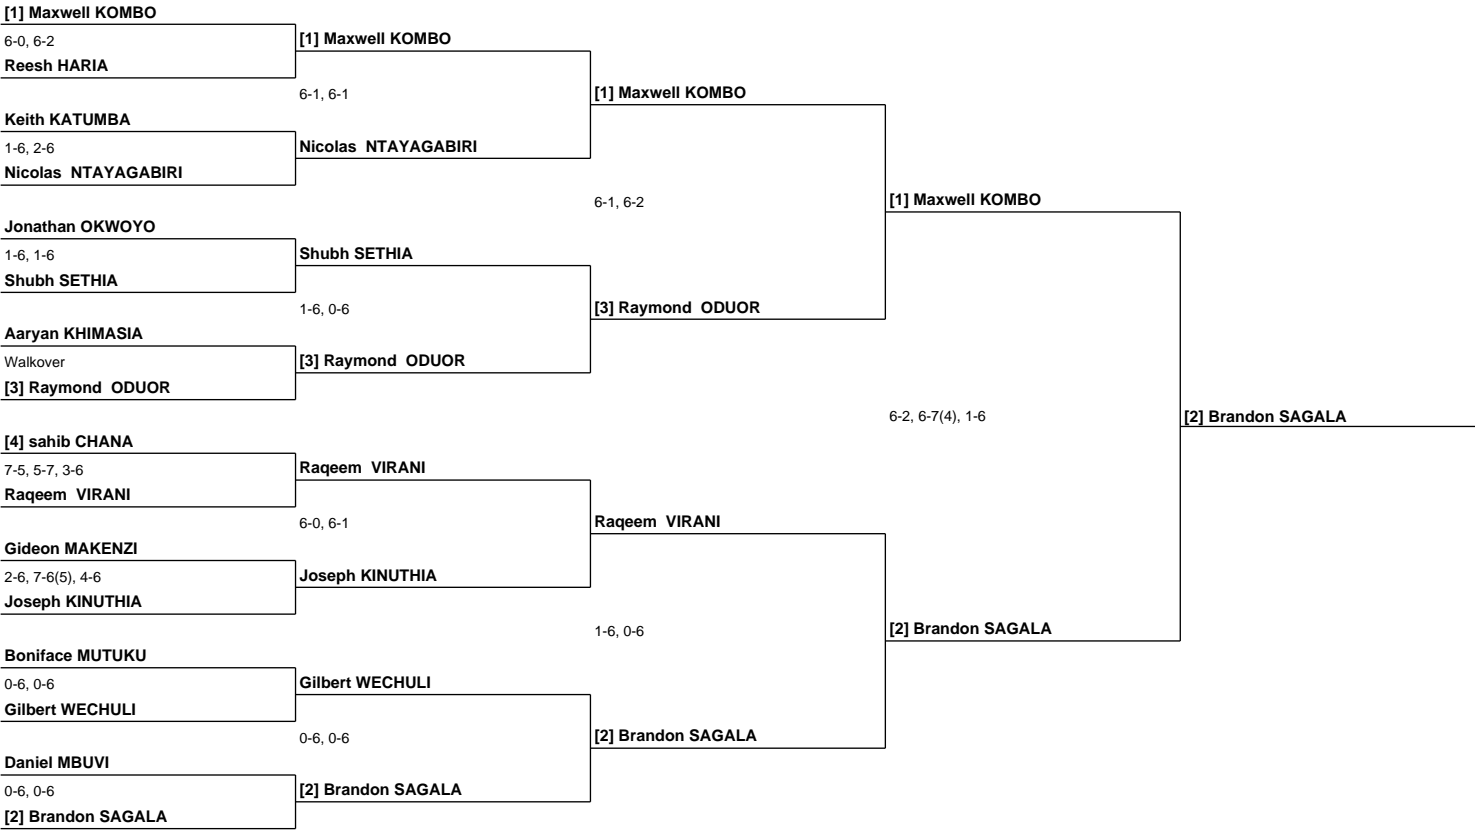 [1] Maxwell KOMBO
6-0, 6-2
Reesh HARIA
Keith KATUMBA
1-6, 2-6
Nicolas NTAYAGABIRI
Jonathan OKWOYO
1-6, 1-6
Shubh SETHIA
Aaryan KHIMASIA
Walkover
[3] Raymond ODUOR
[4] sahib CHANA
7-5, 5-7, 3-6
Raqeem VIRANI
Gideon MAKENZI
2-6, 7-6(5), 4-6
Joseph KINUTHIA
Boniface MUTUKU
0-6, 0-6
Gilbert WECHULI
Daniel MBUVI
0-6, 0-6
[2] Brandon SAGALA
[1] Maxwell KOMBO
6-1, 6-1
Nicolas NTAYAGABIRI
Shubh SETHIA
1-6, 0-6
[3] Raymond ODUOR
Raqeem VIRANI
6-0, 6-1
Joseph KINUTHIA
Gilbert WECHULI
0-6, 0-6
[2] Brandon SAGALA
[1] Maxwell KOMBO
6-1, 6-2
[3] Raymond ODUOR
Raqeem VIRANI
1-6, 0-6
[2] Brandon SAGALA
[1] Maxwell KOMBO
6-2, 6-7(4), 1-6
[2] Brandon SAGALA
[2] Brandon SAGALA